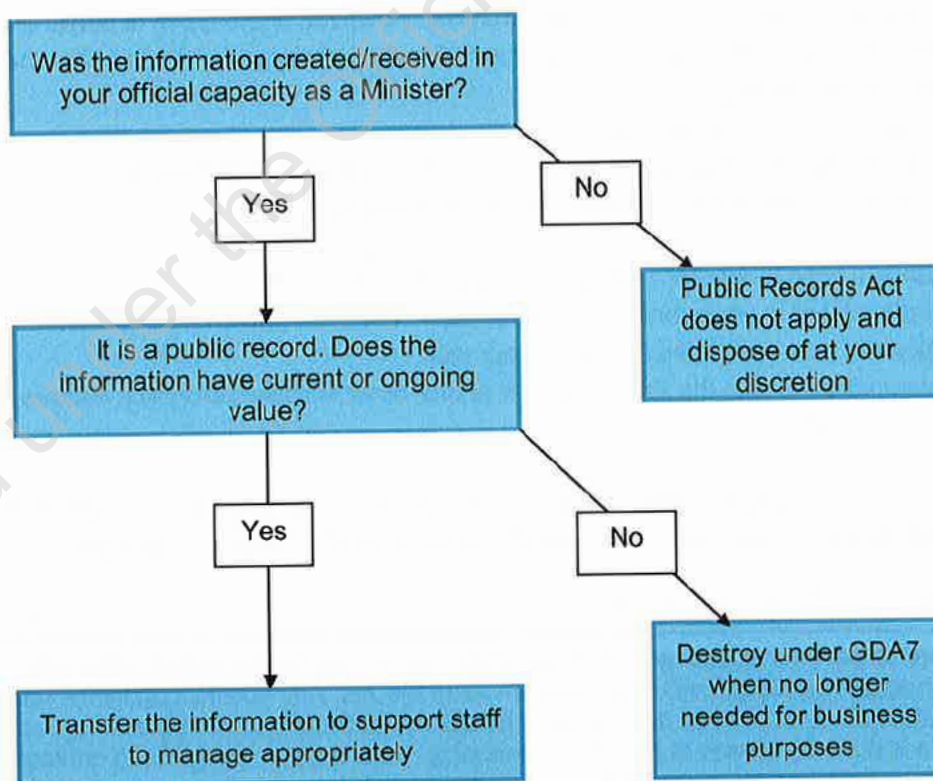 Was the information created/received in
your official capacity as a Minister?
Yes
No
Public Records Act
does not apply and
dispose of at your
discretion
It is a public record. Does the
information have current or ongoing
value?
Yes
No
Destroy under GDA7
when no longer
needed for business
purposes
Transfer the information to support staff
to manage appropriately
under the Offici